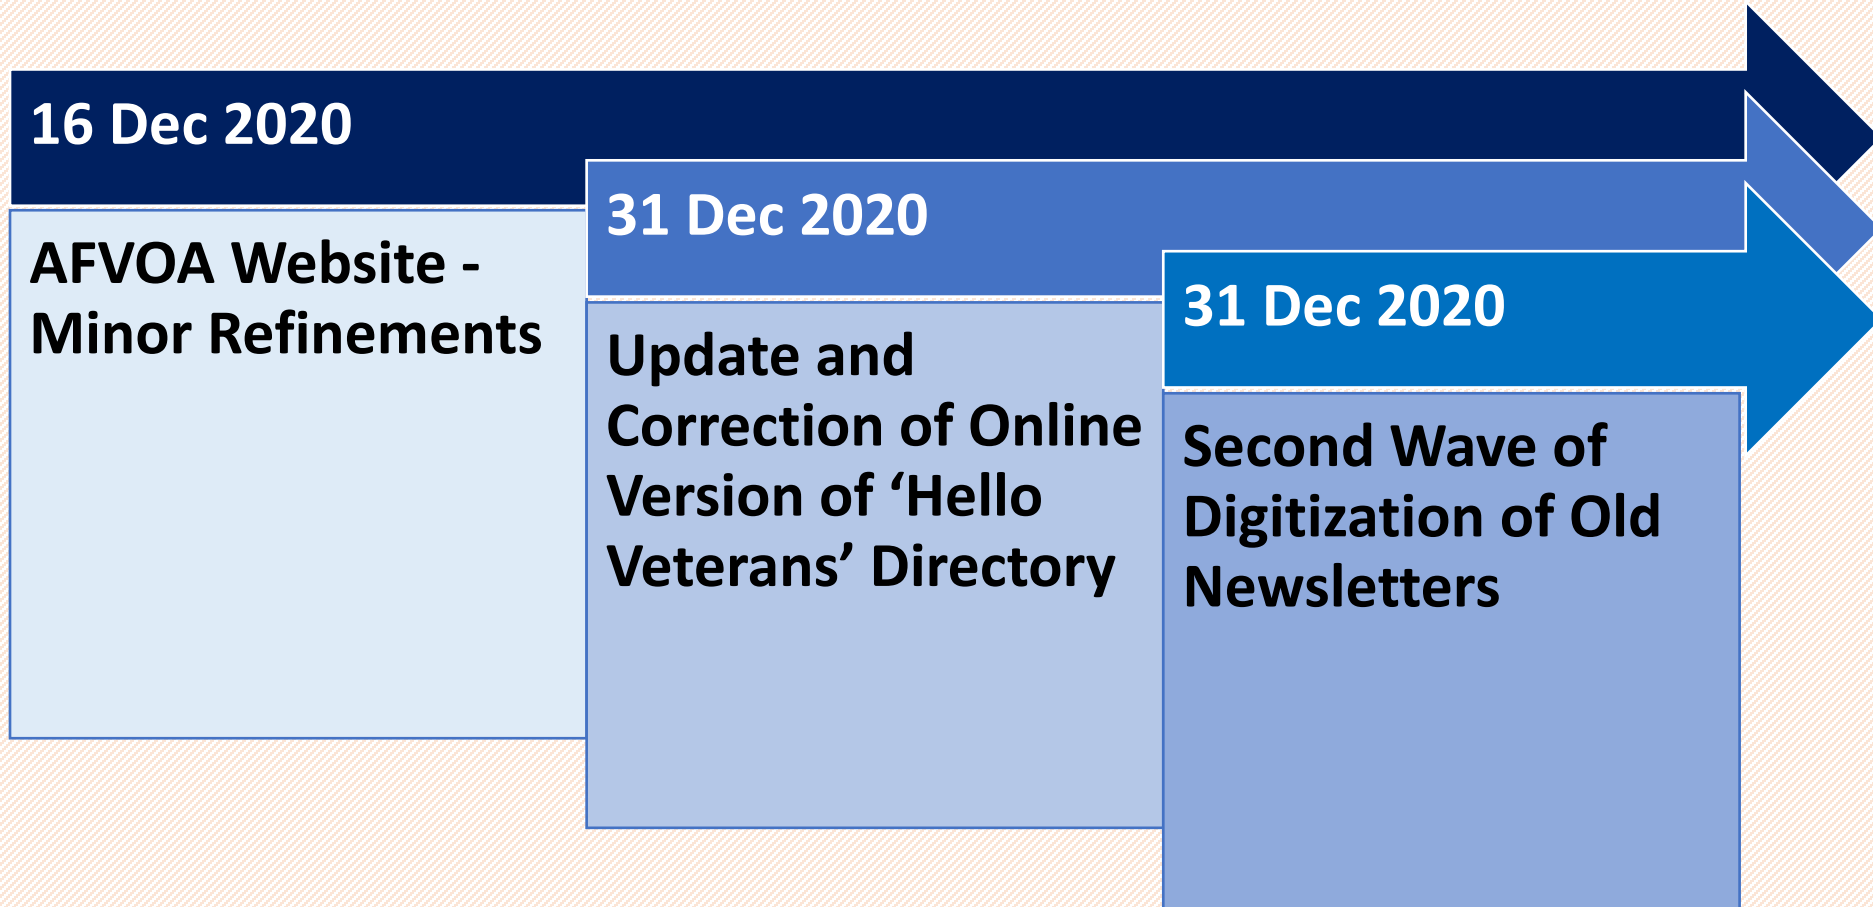 16 Dec 2020
AFVOA Website -
Minor Refinements
31 Dec 2020
Update and
Correction of Online
Version of ‘Hello
Veterans’ Directory
31 Dec 2020
Second Wave of
Digitization of Old
Newsletters